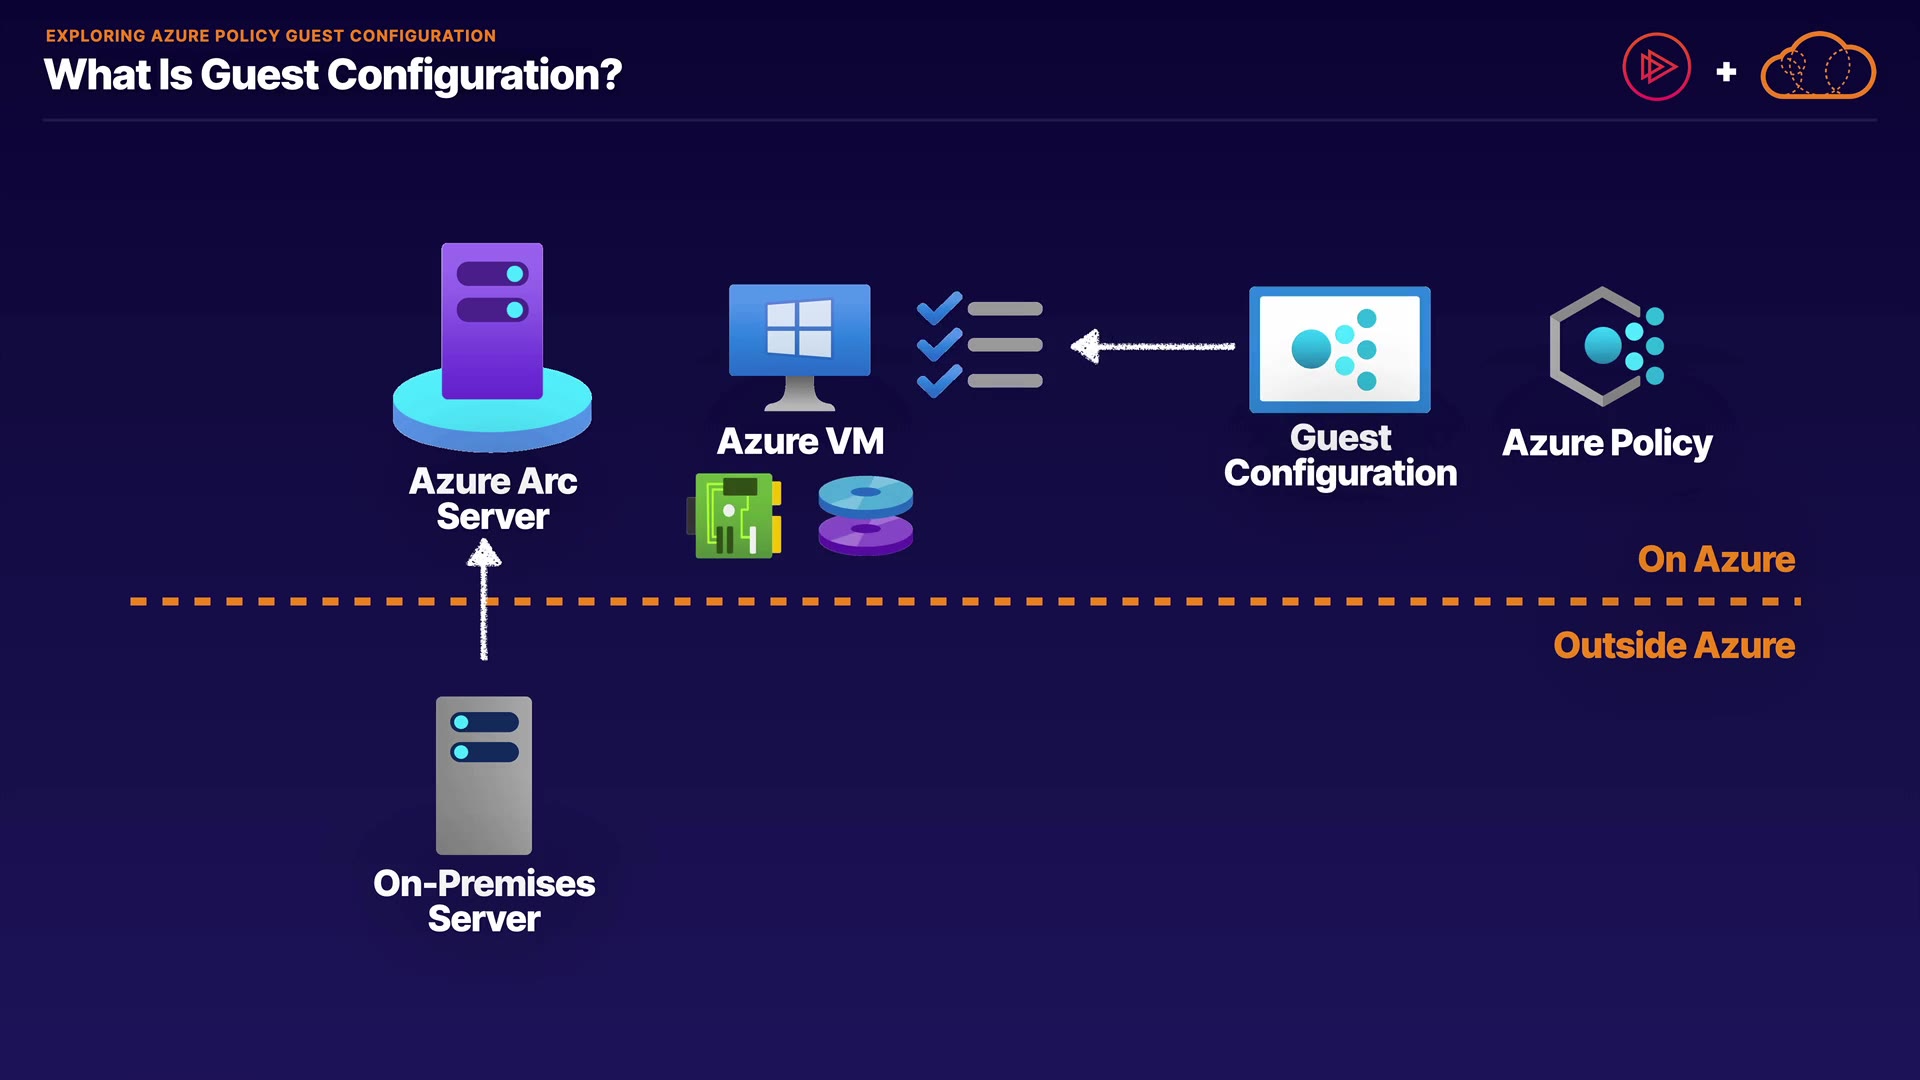 EXPLORING AZURE POLICY GUEST CONFIGURATION
What Is Guest Configuration?
Azure Arc
Server
Azure VM
Guest
Configuration
Azure Policy
On Azure
Outside Azure
On-Premises
Server